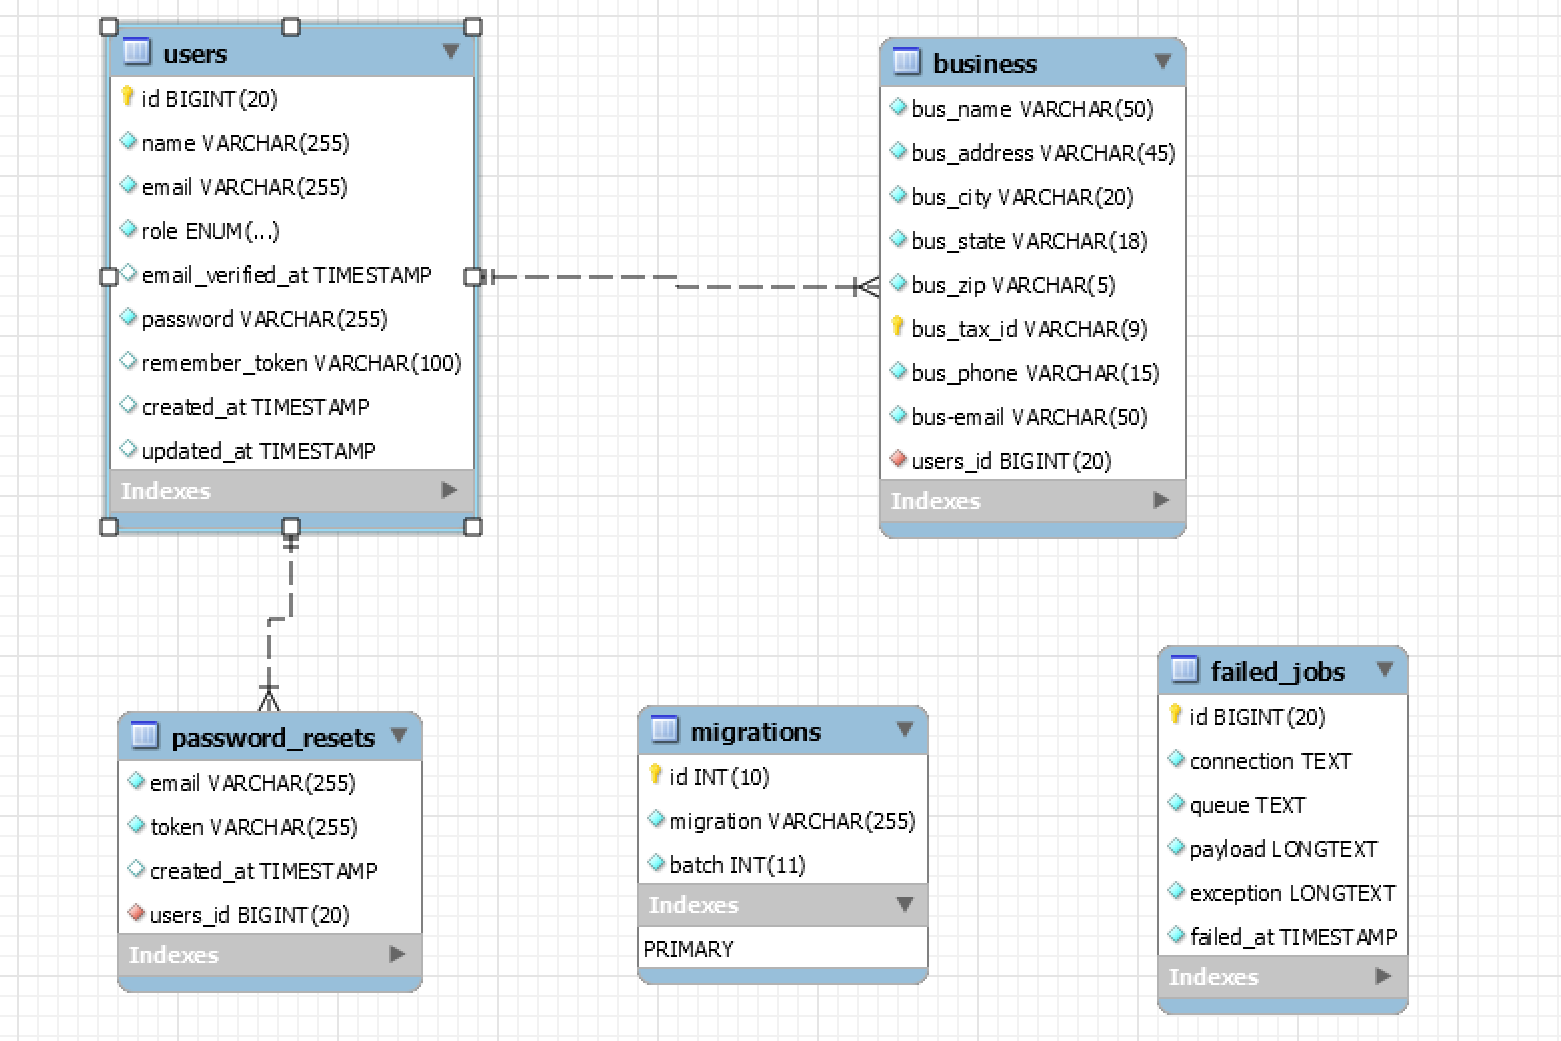 users
id BIGINT(20)
name VARCHAR(255)
email VARCHAR(255)
role ENUM(...)
email_verified_at TIMESTAMP
password VARCHAR(255)
remember_token VARCHAR(100)
created_at TIMESTAMP
updated_at TIMESTAMP
Indexes
business
bus_name VARCHAR(50)
bus_address VARCHAR(45)
bus_city VARCHAR(20)
bus_state VARCHAR(18)
bus_zip VARCHAR(5)
bus_tax_id VARCHAR(9)
bus_phone VARCHAR(15)
bus-email VARCHAR(50)
users_id BIGINT(20)
Indexes
password_resets
email VARCHAR(255)
token VARCHAR(255)
created_at TIMESTAMP
users_id BIGINT(20)
Indexes
migrations
id INT(10)
migration VARCHAR(255)
batch INT(11)
Indexes
PRIMARY
failed_jobs
id BIGINT(20)
connection TEXT
queue TEXT
payload LONGTEXT
exception LONGTEXT
failed_at TIMESTAMP
Indexes